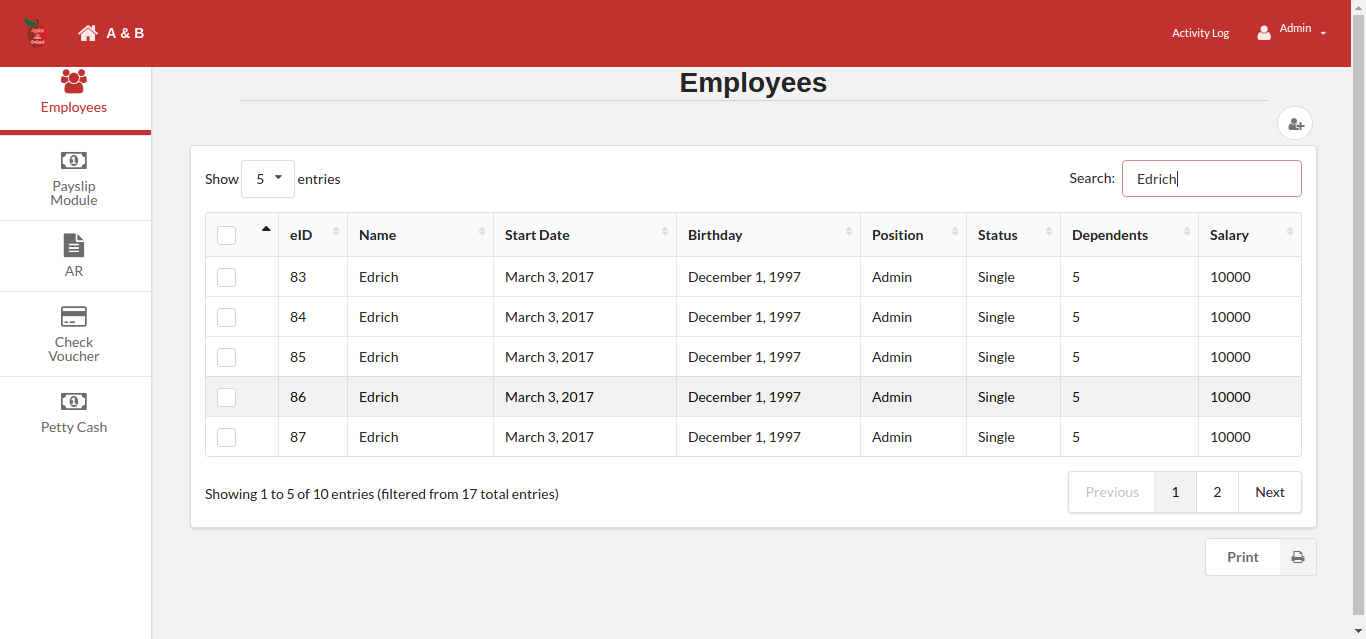 A & B
Activity Log
Admin
Employees
Payslip
Module
AR
Check
Voucher
Petty Cash
Employees
Show 5 entries
Search: Edrich
eID Name Start Date Birthday Position Status Dependents Salary
83 Edrich March 3, 2017 December 1, 1997 Admin Single 5 10000
84 Edrich March 3, 2017 December 1, 1997 Admin Single 5 10000
85 Edrich March 3, 2017 December 1, 1997 Admin Single 5 10000
86 Edrich March 3, 2017 December 1, 1997 Admin Single 5 10000
87 Edrich March 3, 2017 December 1, 1997 Admin Single 5 10000
Showing 1 to 5 of 10 entries (filtered from 17 total entries)
Previous 1 2 Next
Print